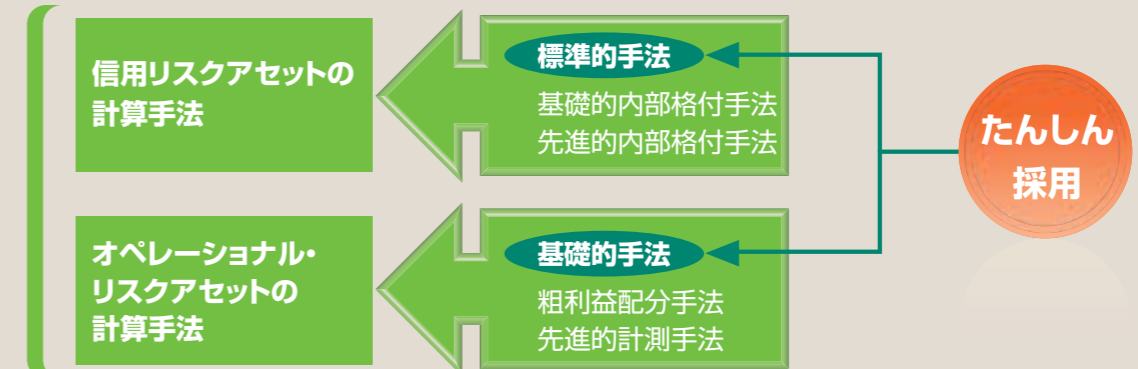 信用リスクアセットの
計算手法
標準的手法
基礎的内部格付手法
先進的内部格付手法
たんしん
採用
オペレーショナル・
リスクアセットの
計算手法
基礎的手法
粗利益配分手法
先進的計測手法